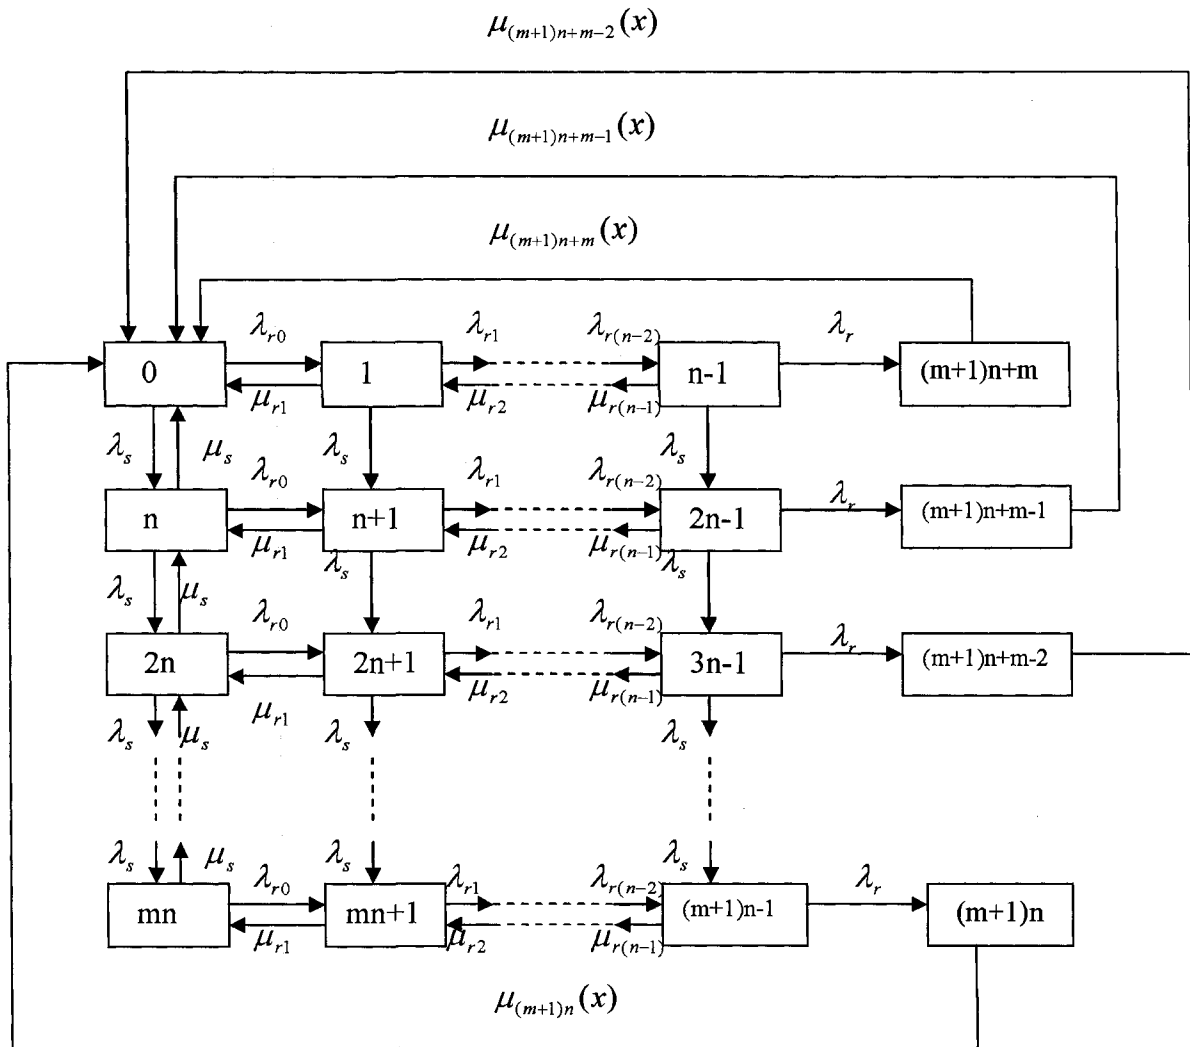 μ_{(m+1)n+m−2}(x)
μ_{(m+1)n+m−1}(x)
μ_{(m+1)n+m}(x)
λ_{r0} λ_{r1} λ_{r(n−2)} λ_r
0 1 n-1 (m+1)n+m
μ_{r1} μ_{r2} μ_{r(n−1)}
λ_s μ_s λ_s λ_s
λ_{r0} λ_{r1} λ_{r(n−2)} λ_r
n n+1 2n-1 (m+1)n+m-1
μ_{r1} μ_{r2} μ_{r(n−1)}
λ_s μ_s λ_s λ_s
λ_{r0} λ_{r1} λ_{r(n−2)} λ_r
2n 2n+1 3n-1 (m+1)n+m-2
μ_{r1} μ_{r2} μ_{r(n−1)}
λ_s μ_s λ_s λ_s
λ_s μ_s λ_s λ_s
λ_{r0} λ_{r1} λ_{r(n−2)} λ_r
mn mn+1 (m+1)n-1 (m+1)n
μ_{r1} μ_{r2} μ_{r(n−1)}
μ_{(m+1)n}(x)